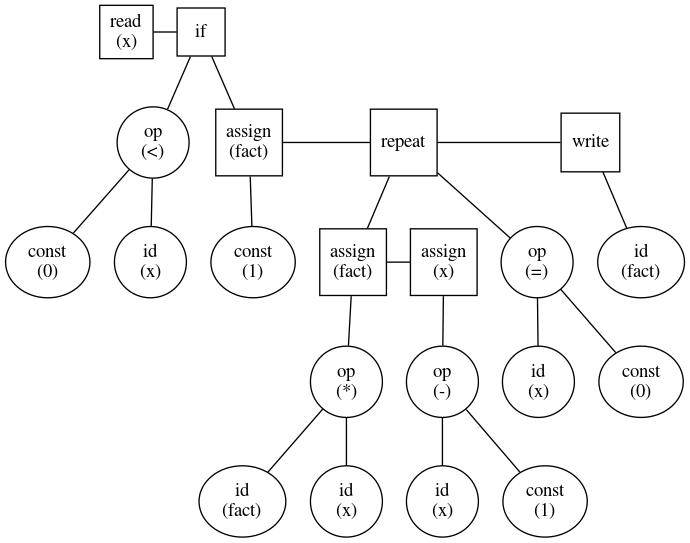 read
(x)
if
op
(<)
assign
(fact)
repeat
write
const
(0)
id
(x)
const
(1)
assign
(fact)
assign
(x)
op
(=)
id
(fact)
op
(*)
op
(-)
id
(x)
const
(0)
id
(fact)
id
(x)
id
(x)
const
(1)